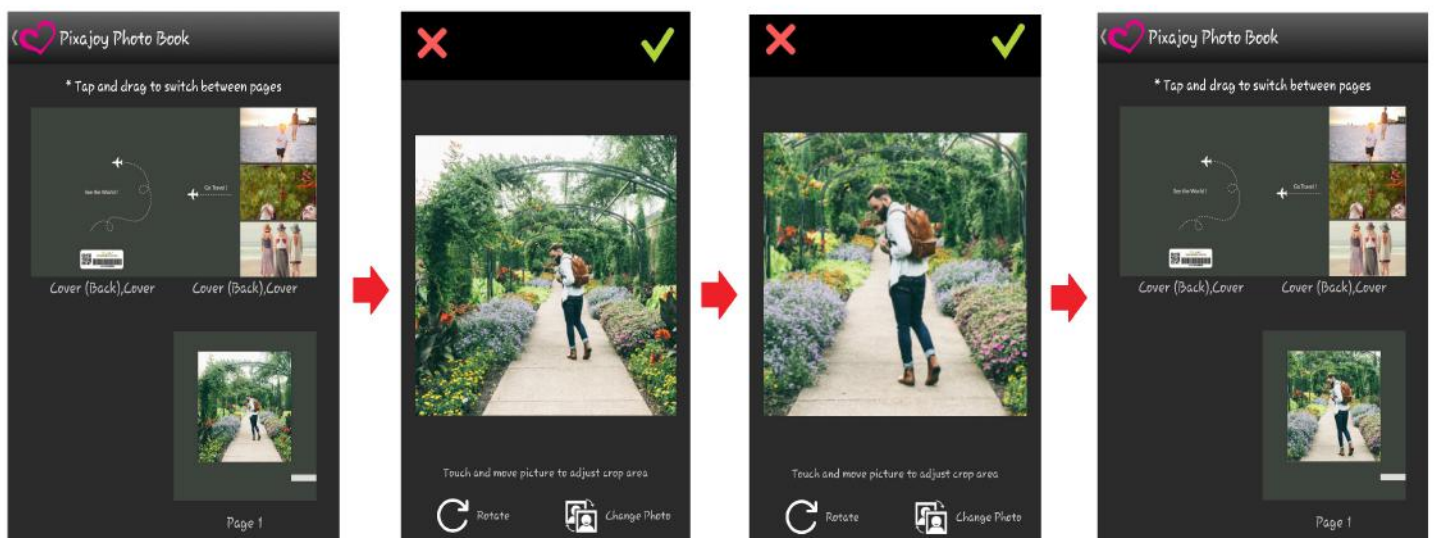 Pixajoy Photo Book
* Tap and drag to switch between pages
See the World !
Go Travel !
Cover (Back),Cover
Cover (Back),Cover
Page 1
Touch and move picture to adjust crop area
Rotate
Change Photo
Touch and move picture to adjust crop area
Rotate
Change Photo
Pixajoy Photo Book
* Tap and drag to switch between pages
See the World !
Go Travel !
Cover (Back),Cover
Cover (Back),Cover
Page 1